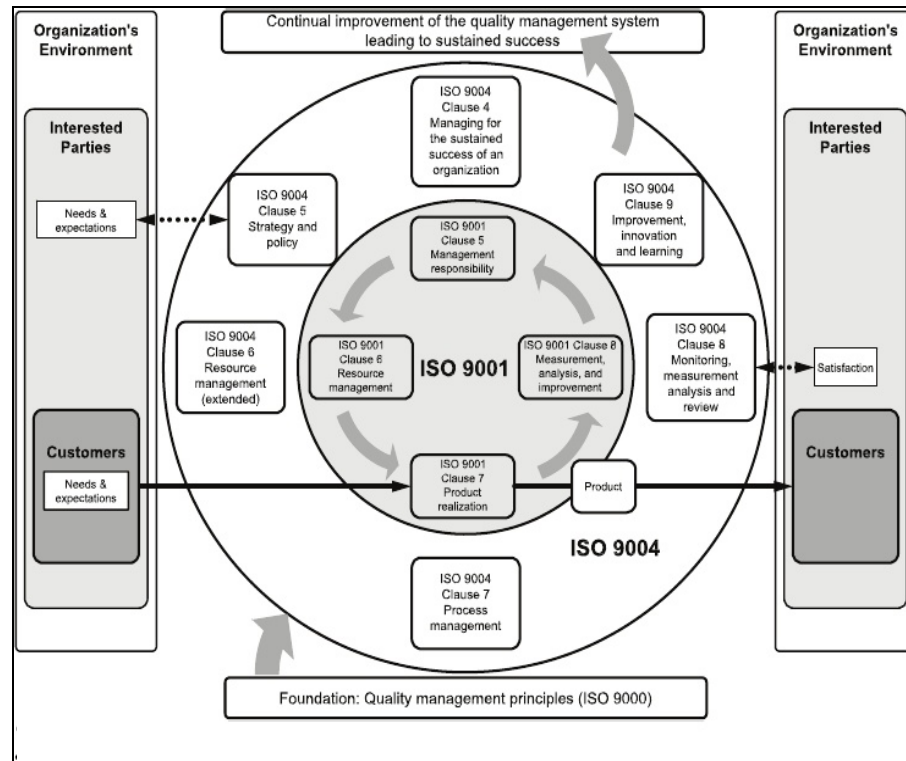 Organization's
Environment
Interested
Parties
Needs &
expectations
Customers
Needs &
expectations
Continual improvement of the quality management system
leading to sustained success
ISO 9004
Clause 4
Managing for
the sustained
success of an
organization
ISO 9004
Clause 5
Strategy and
policy
ISO 9004
Clause 9
Improvement,
innovation
and learning
ISO 9001
Clause 5
Management
responsibility
ISO 9004
Clause 6
Resource
management
(extended)
ISO 9001
Clause 6
Resource
management
ISO 9001
ISO 9001 Clause 8
Measurement,
analysis, and
improvement
ISO 9004
Clause 8
Monitoring,
measurement
analysis and
review
ISO 9001
Clause 7
Product
realization
Product
ISO 9004
ISO 9004
Clause 7
Process
management
Foundation: Quality management principles (ISO 9000)
Organization's
Environment
Interested
Parties
Satisfaction
Customers